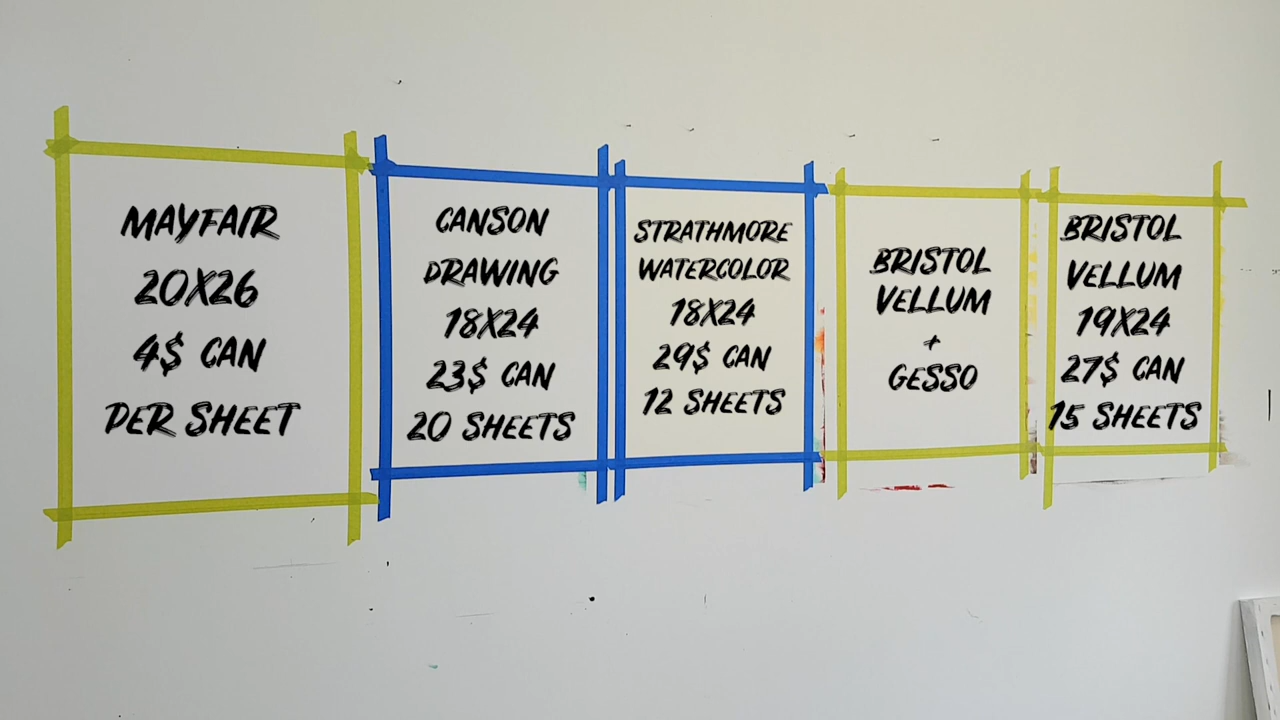 MAYFAIR
20X26
4$ CAN
PER SHEET
CANSON
DRAWING
18X24
23$ CAN
20 SHEETS
STRATHMORE
WATERCOLOR
18X24
29$ CAN
12 SHEETS
BRISTOL
VELLUM
+
GESSO
BRISTOL
VELLUM
19X24
27$ CAN
15 SHEETS